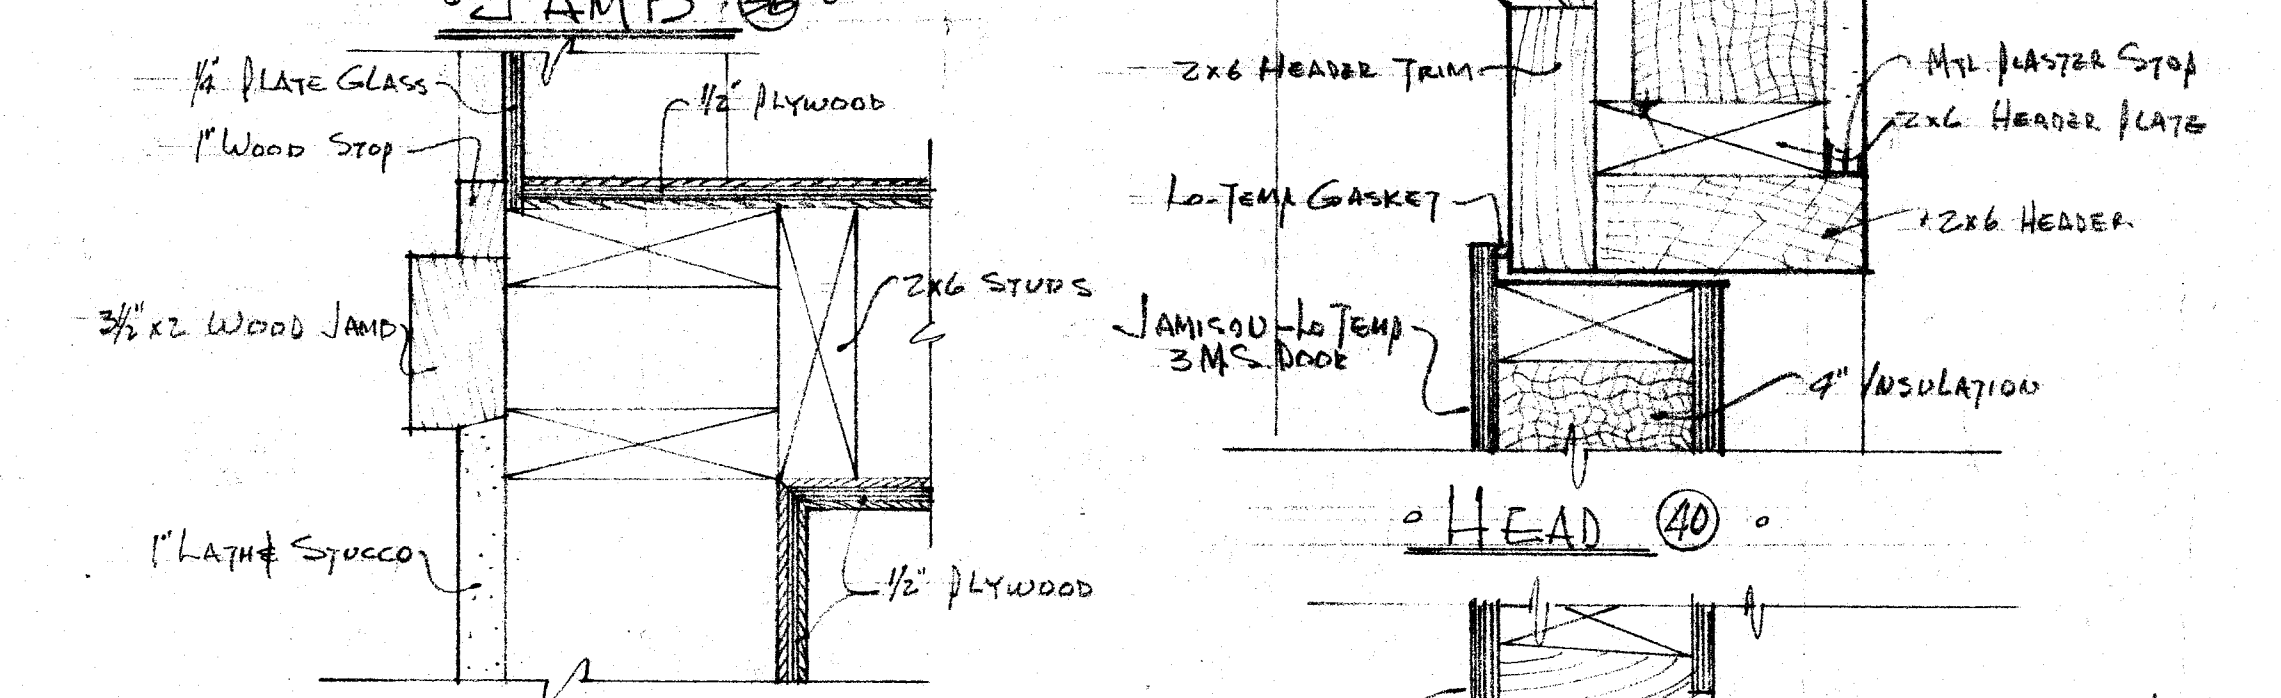 JAMB
1/4" PLATE GLASS
1/2" PLYWOOD
1" WOOD STOP
2x6 STUDS
3 1/2" x 2 WOOD JAMB
1" LATH & STUCCO
1/2" PLYWOOD
2x6 HEADER TRIM
MTL PLASTER STOP
2x6 HEADER PLATE
LO-TEMP GASKET
2x6 HEADER
JAMISON-LO TEMP
3 M.S. DOOR
4" INSULATION
HEAD 40